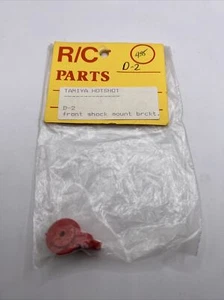 R/C
PARTS
D-2
TAMIYA HOTSHOT
D-2
front shock mount brckt.